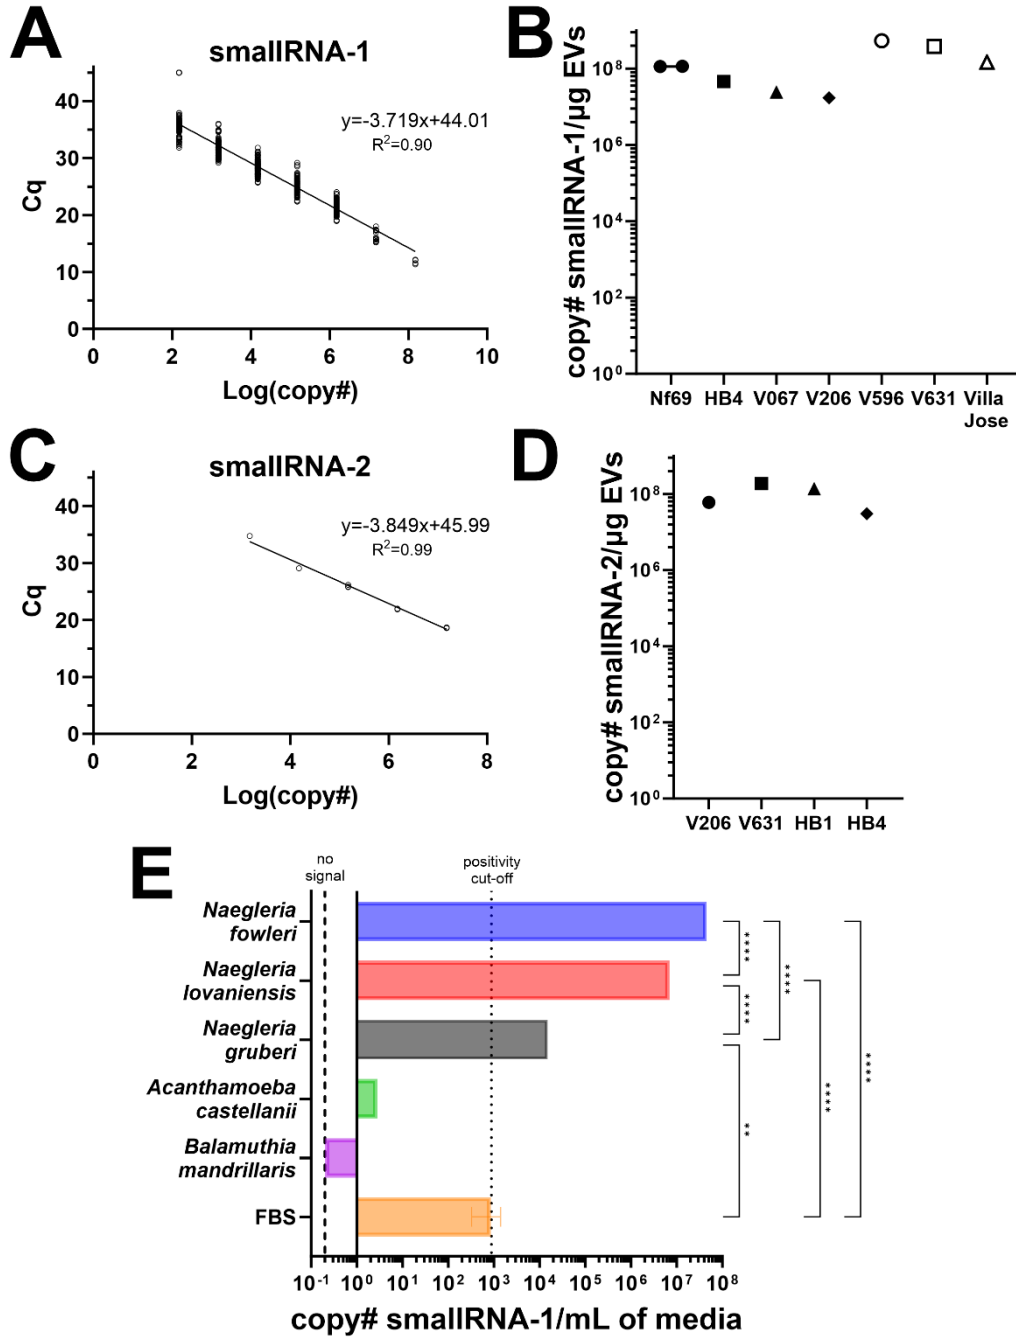 A
smallRNA-1
y=-3.719x+44.01
R2=0.90
Cq
40
30
20
10
0
0 2 4 6 8 10
Log(copy#)
B
copy# smallRNA-1/µg EVs
10^8
10^6
10^4
10^2
10^0
Nf69 HB4 V067 V206 V596 V631 Villa Jose
C
smallRNA-2
y=-3.849x+45.99
R2=0.99
Cq
40
30
20
10
0
0 2 4 6 8
Log(copy#)
D
copy# smallRNA-2/µg EVs
10^8
10^6
10^4
10^2
10^0
V206 V631 HB1 HB4
E
no signal
positivity cut-off
Naegleria
fowleri
Naegleria
lovaniensis
Naegleria
gruberi
Acanthamoeba
castellanii
Balamuthia
mandrillaris
FBS
****
****
****
**
****
****
10^-1 10^0 10^1 10^2 10^3 10^4 10^5 10^6 10^7 10^8
copy# smallRNA-1/mL of media